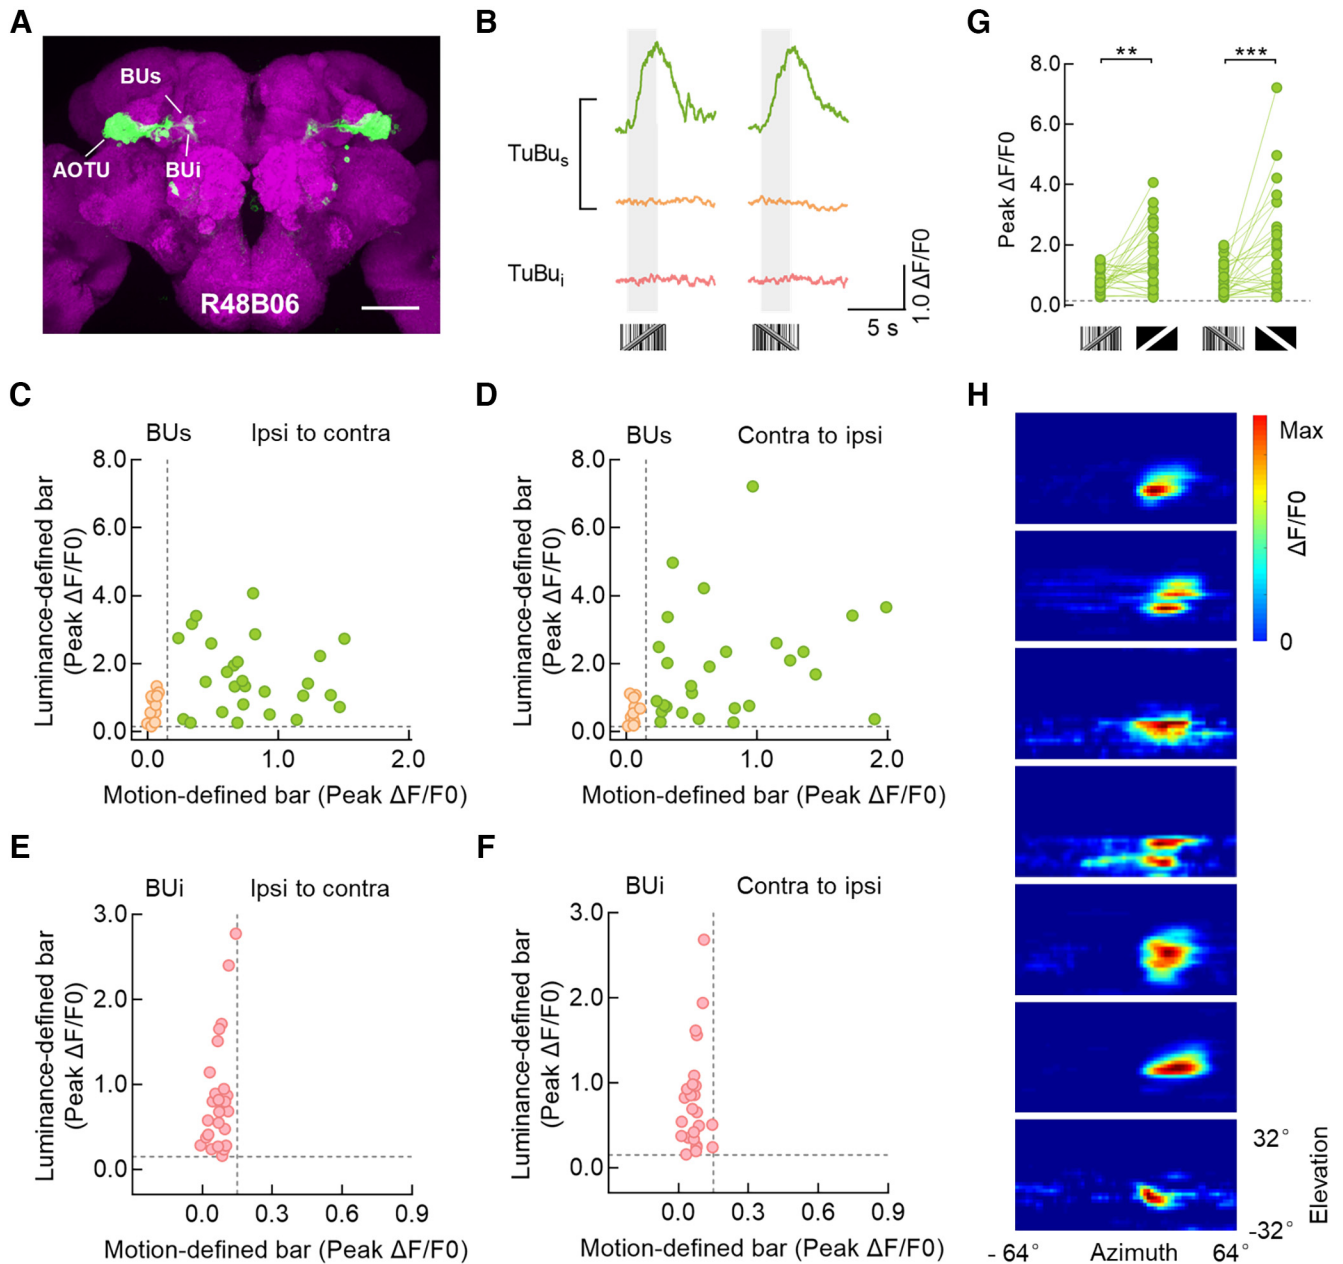 A
BUs
AOTU
BUi
R48B06
B
TuBus
TuBui
1.0 ΔF/F0
5 s
G
**
***
8.0
6.0
4.0
2.0
0.0
Peak ΔF/F0
C
BUs
Ipsi to contra
8.0
6.0
4.0
2.0
0.0
Luminance-defined bar
(Peak ΔF/F0)
0.0
1.0
2.0
Motion-defined bar (Peak ΔF/F0)
D
BUs
Contra to ipsi
8.0
6.0
4.0
2.0
0.0
Luminance-defined bar
(Peak ΔF/F0)
0.0
1.0
2.0
Motion-defined bar (Peak ΔF/F0)
E
BUi
Ipsi to contra
3.0
2.0
1.0
0.0
Luminance-defined bar
(Peak ΔF/F0)
0.0
0.3
0.6
0.9
Motion-defined bar (Peak ΔF/F0)
F
BUi
Contra to ipsi
3.0
2.0
1.0
0.0
Luminance-defined bar
(Peak ΔF/F0)
0.0
0.3
0.6
0.9
Motion-defined bar (Peak ΔF/F0)
H
Max
ΔF/F0
0
32°
-32°
Elevation
- 64°
Azimuth
64°